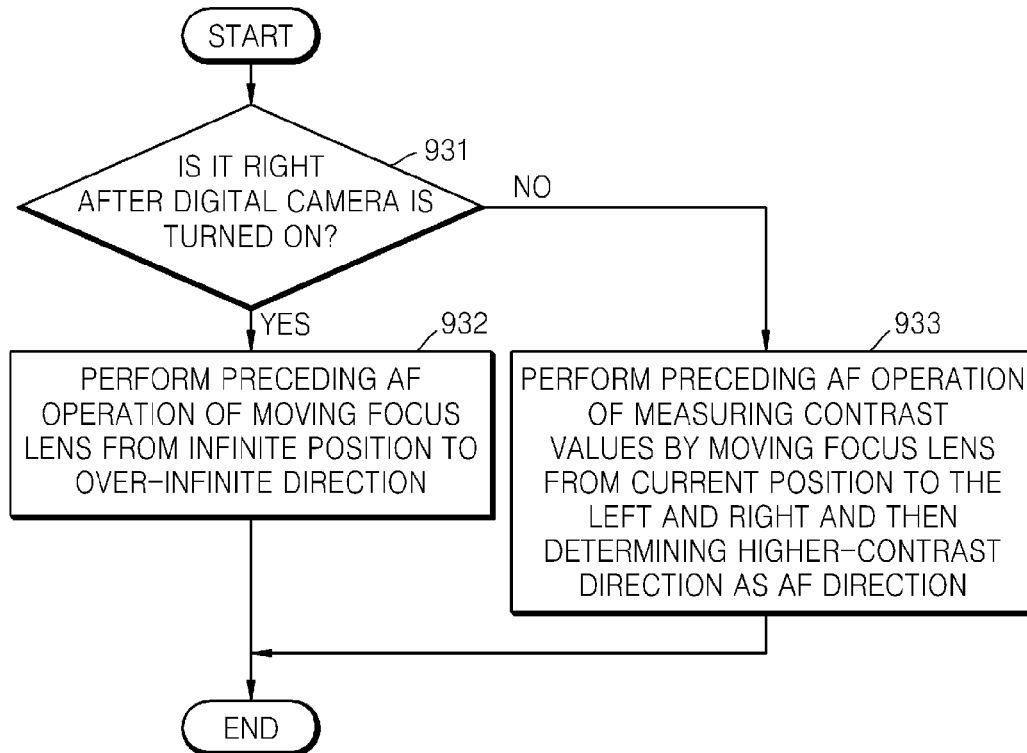 START
931
IS IT RIGHT
AFTER DIGITAL CAMERA IS
TURNED ON?
NO
YES
932
PERFORM PRECEDING AF
OPERATION OF MOVING FOCUS
LENS FROM INFINITE POSITION TO
OVER-INFINITE DIRECTION
933
PERFORM PRECEDING AF OPERATION
OF MEASURING CONTRAST
VALUES BY MOVING FOCUS LENS
FROM CURRENT POSITION TO THE
LEFT AND RIGHT AND THEN
DETERMINING HIGHER-CONTRAST
DIRECTION AS AF DIRECTION
END